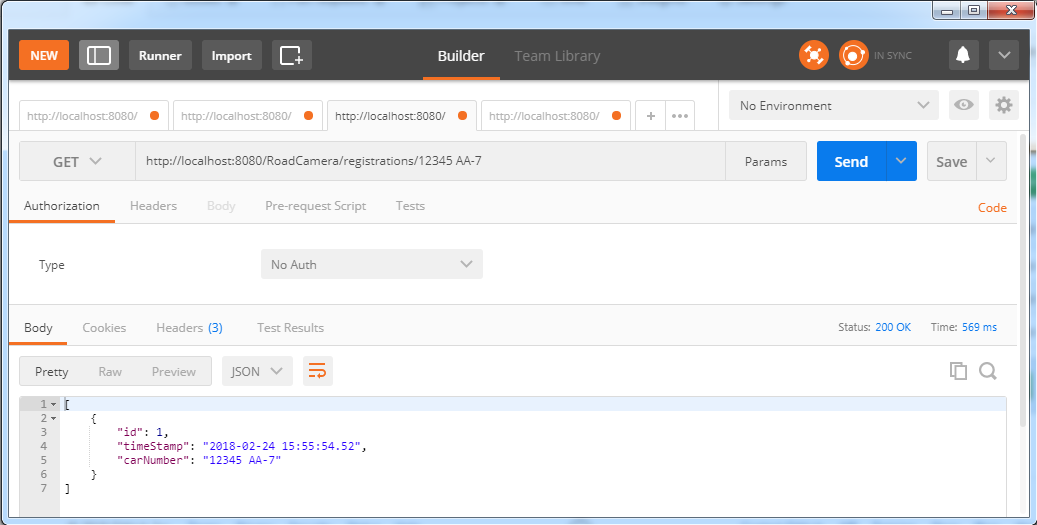 NEW Runner Import Builder Team Library IN SYNC
http://localhost:8080/ http://localhost:8080/ http://localhost:8080/ http://localhost:8080/ + ••• No Environment
GET http://localhost:8080/RoadCamera/registrations/12345 AA-7 Params Send Save
Authorization Headers Body Pre-request Script Tests Code
Type No Auth
Body Cookies Headers (3) Test Results Status: 200 OK Time: 569 ms
Pretty Raw Preview JSON
1 [
2 {
3 "id": 1,
4 "timeStamp": "2018-02-24 15:55:54.52",
5 "carNumber": "12345 AA-7"
6 }
7 ]